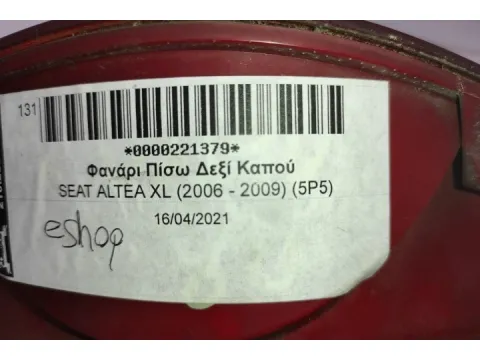 131
*0000221379*
Φανάρι Πίσω Δεξί Καπού
SEAT ALTEA XL (2006 - 2009) (5P5)
16/04/2021
eshop